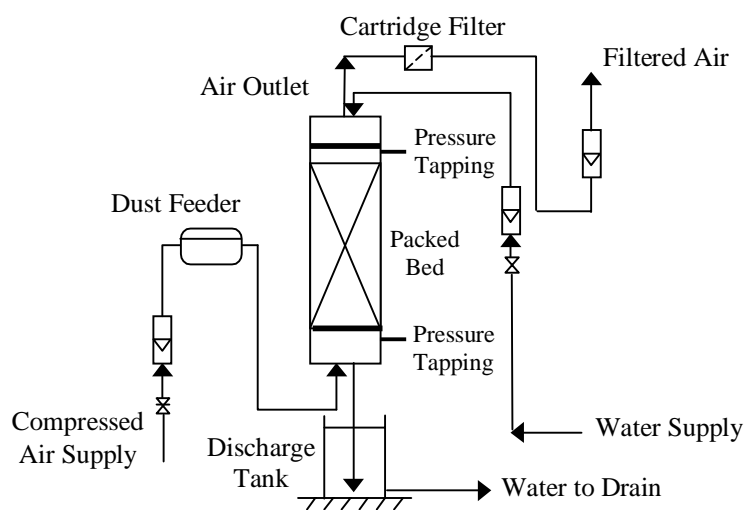 Cartridge Filter
Filtered Air
Air Outlet
Pressure
Tapping
Dust Feeder
Packed
Bed
Pressure
Tapping
Compressed
Air Supply
Water Supply
Discharge
Tank
Water to Drain